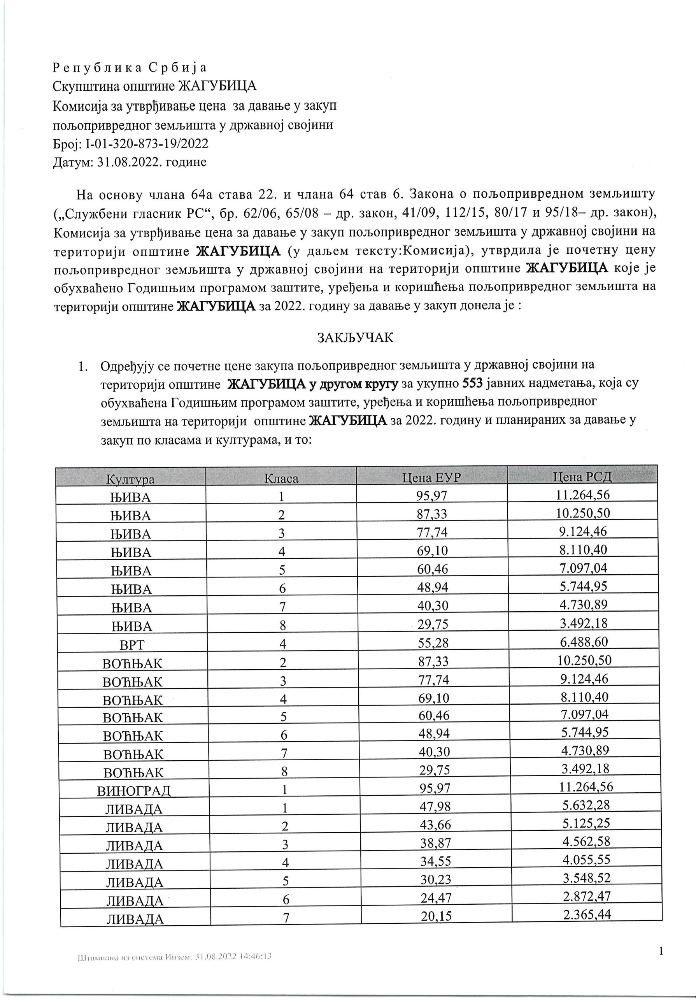 Р е п у б л и к а  С р б и ј а
Скупштина општине ЖАГУБИЦА
Комисија за утврђивање цена за давање у закуп
пољопривредног земљишта у државној својини
Број: I-01-320-873-19/2022
Датум: 31.08.2022. године
На основу члана 64а става 22. и члана 64 став 6. Закона о пољопривредном земљишту
(„Службени гласник РС“, бр. 62/06, 65/08 – др. закон, 41/09, 112/15, 80/17 и 95/18– др. закон),
Комисија за утврђивање цена за давање у закуп пољопривредног земљишта у државној својини на
територији општине ЖАГУБИЦА (у даљем тексту:Комисија), утврдила је почетну цену
пољопривредног земљишта у државној својини на територији општине ЖАГУБИЦА које је
обухваћено Годишњим програмом заштите, уређења и коришћења пољопривредног земљишта на
територији општине ЖАГУБИЦА за 2022. годину за давање у закуп донела је :
ЗАКЉУЧАК
1. Одређују се почетне цене закупа пољопривредног земљишта у државној својини на
територији општине ЖАГУБИЦА у другом кругу за укупно 553 јавних надметања, која су
обухваћена Годишњим програмом заштите, уређења и коришћења пољопривредног
земљишта на територији општине ЖАГУБИЦА за 2022. годину и планираних за давање у
закуп по класама и културама, и то:
Култура Класа Цена ЕУР Цена РСД
ЊИВА 1 95,97 11.264,56
ЊИВА 2 87,33 10.250,50
ЊИВА 3 77,74 9.124,46
ЊИВА 4 69,10 8.110,40
ЊИВА 5 60,46 7.097,04
ЊИВА 6 48,94 5.744,95
ЊИВА 7 40,30 4.730,89
ЊИВА 8 29,75 3.492,18
ВРТ 4 55,28 6.488,60
ВОЋЊАК 2 87,33 10.250,50
ВОЋЊАК 3 77,74 9.124,46
ВОЋЊАК 4 69,10 8.110,40
ВОЋЊАК 5 60,46 7.097,04
ВОЋЊАК 6 48,94 5.744,95
ВОЋЊАК 7 40,30 4.730,89
ВОЋЊАК 8 29,75 3.492,18
ВИНОГРАД 1 95,97 11.264,56
ЛИВАДА 1 47,98 5.632,28
ЛИВАДА 2 43,66 5.125,25
ЛИВАДА 3 38,87 4.562,58
ЛИВАДА 4 34,55 4.055,55
ЛИВАДА 5 30,23 3.548,52
ЛИВАДА 6 24,47 2.872,47
ЛИВАДА 7 20,15 2.365,44
1
Штампано из система Инзем: 31.08.2022 14:46:13